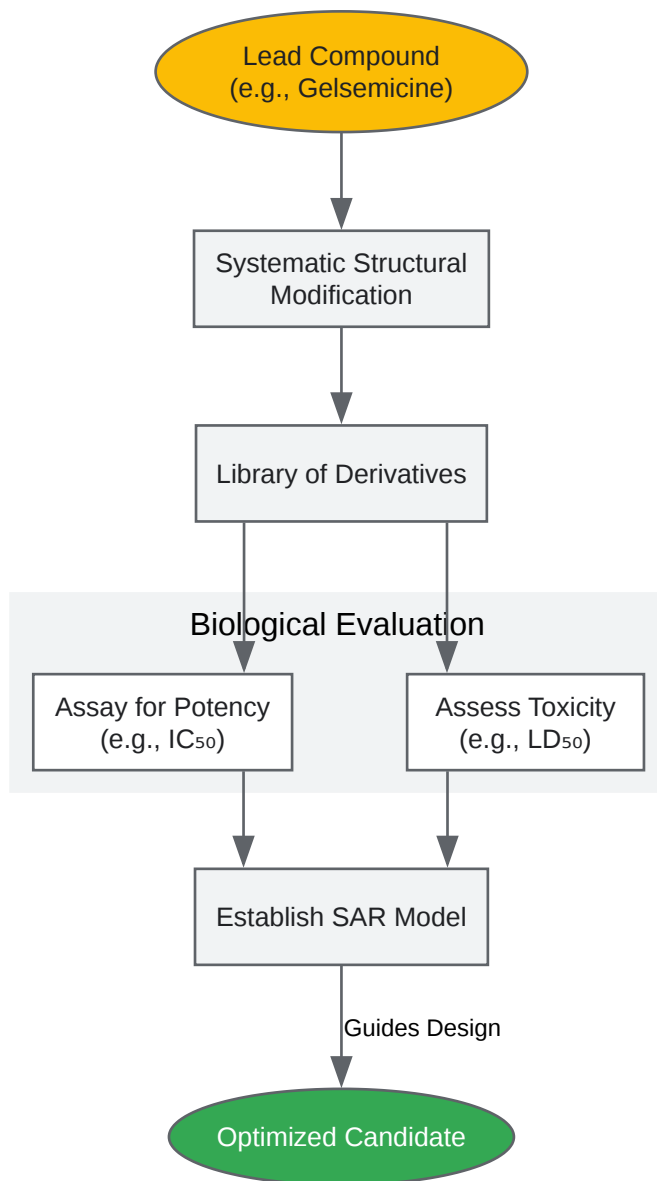 Lead Compound
(e.g., Gelsemicine)
Systematic Structural
Modification
Library of Derivatives
Biological Evaluation
Assay for Potency
(e.g., IC₅₀)
Assess Toxicity
(e.g., LD₅₀)
Establish SAR Model
Guides Design
Optimized Candidate